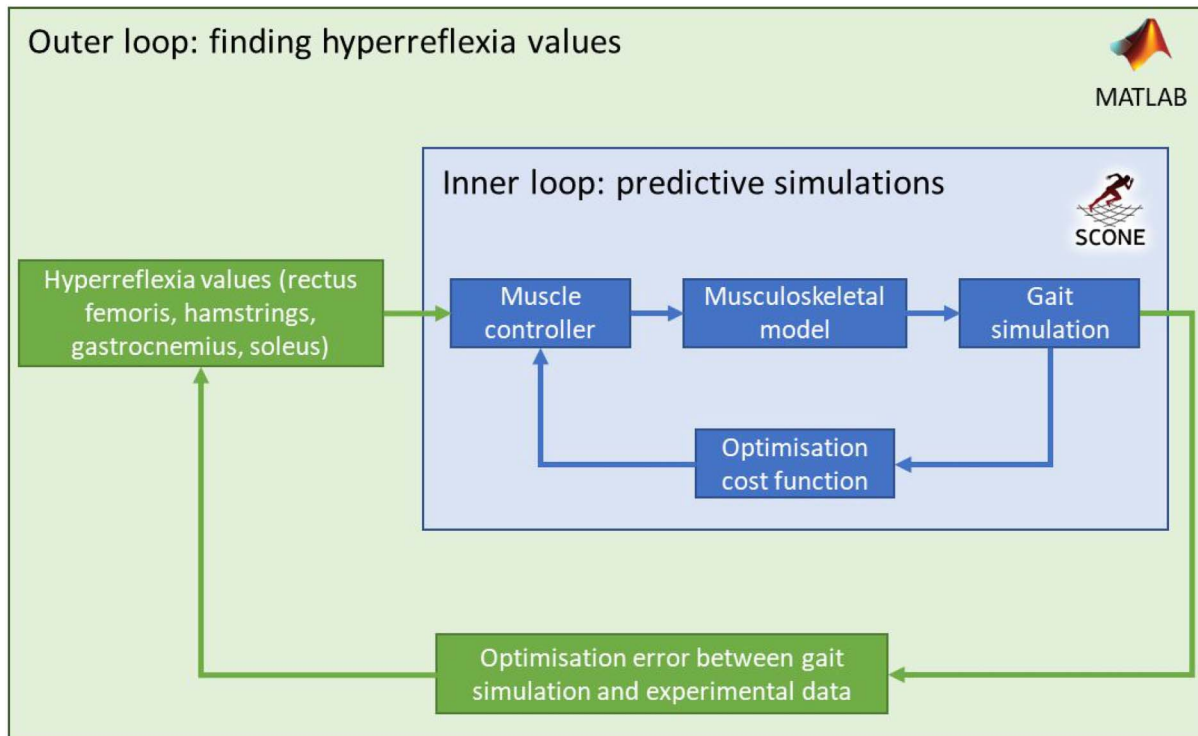 Outer loop: finding hyperreflexia values
MATLAB
Inner loop: predictive simulations
SCONE
Hyperreflexia values (rectus
femoris, hamstrings,
gastrocnemius, soleus)
Muscle
controller
Musculoskeletal
model
Gait
simulation
Optimisation
cost function
Optimisation error between gait
simulation and experimental data